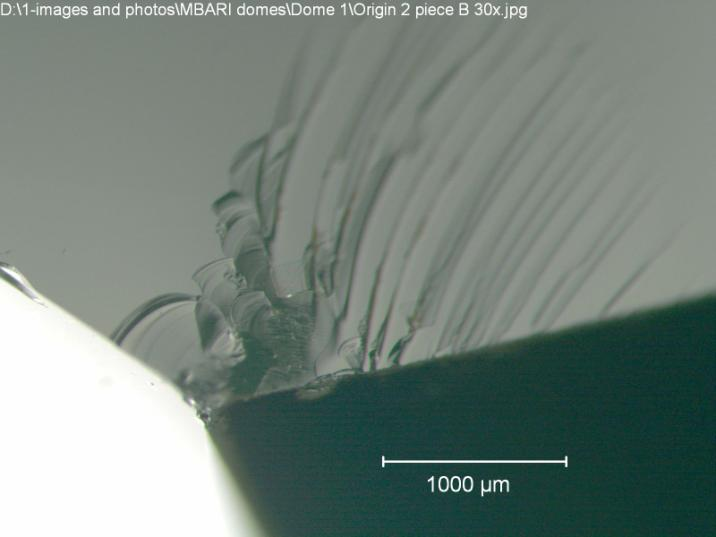 D:\1-images and photos\MBARI domes\Dome 1\Origin 2 piece B 30x.jpg
1000 µm